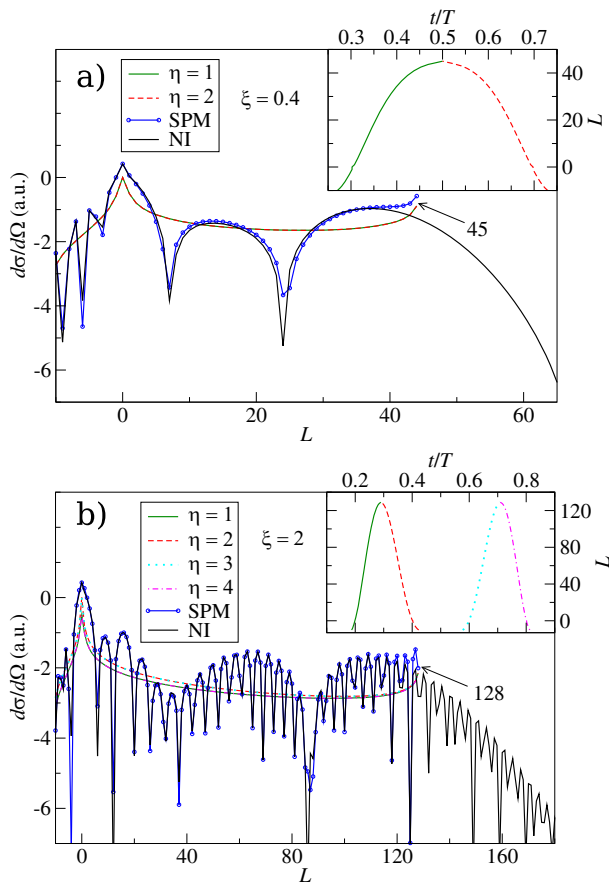 t/T
0.3 0.4 0.5 0.6 0.7
a)
η = 1
η = 2
SPM
NI
ξ = 0.4
40
20
0
L
0
-2
-4
-6
dσ/dΩ (a.u.)
45
0 20 40 60
L
t/T
0.2 0.4 0.6 0.8
b)
η = 1
η = 2
η = 3
η = 4
SPM
NI
ξ = 2
120
80
40
0
L
0
-2
-4
-6
dσ/dΩ (a.u.)
128
0 40 80 120 160
L